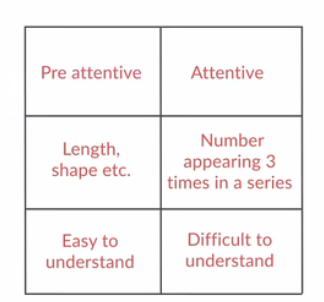 Pre attentive
Attentive
Length,
shape etc.
Number
appearing 3
times in a series
Easy to
understand
Difficult to
understand